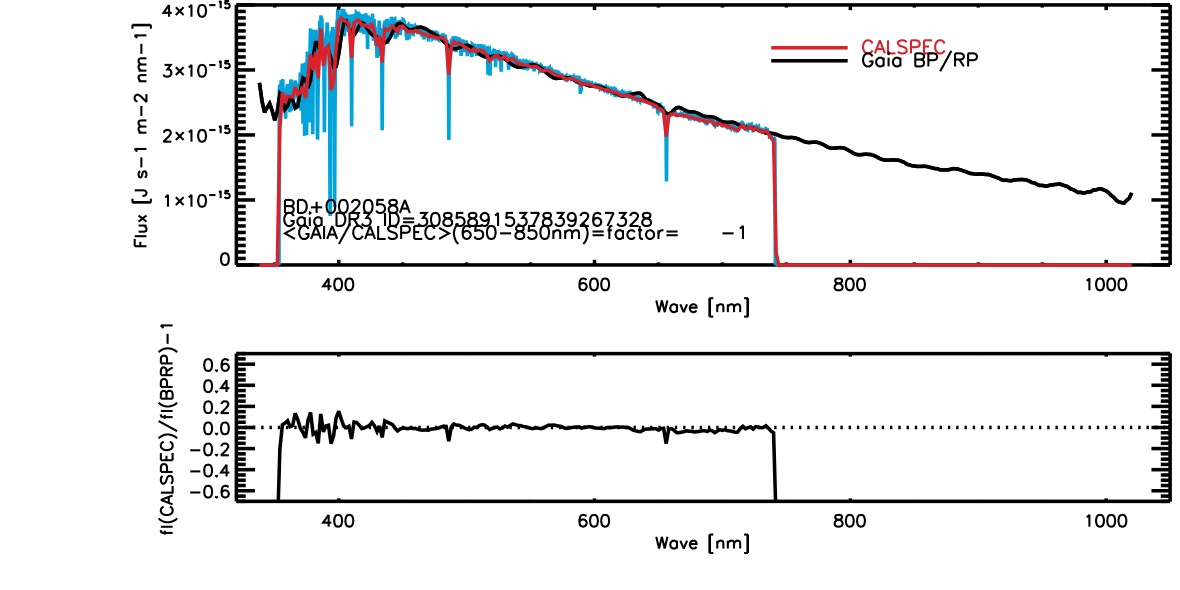 4×10−15
3×10−15
2×10−15
1×10−15
0
Flux [J s−1 m−2 nm−1]
CALSPEC
Gaia BP/RP
BD+002058A
Gaia DR3 ID=3085891537839267328
<GAIA/CALSPEC>(650−850nm)=factor= −1
400 600 800 1000
Wave [nm]
fl(CALSPEC)/fl(BPRP)−1
0.6
0.4
0.2
0.0
−0.2
−0.4
−0.6
400 600 800 1000
Wave [nm]